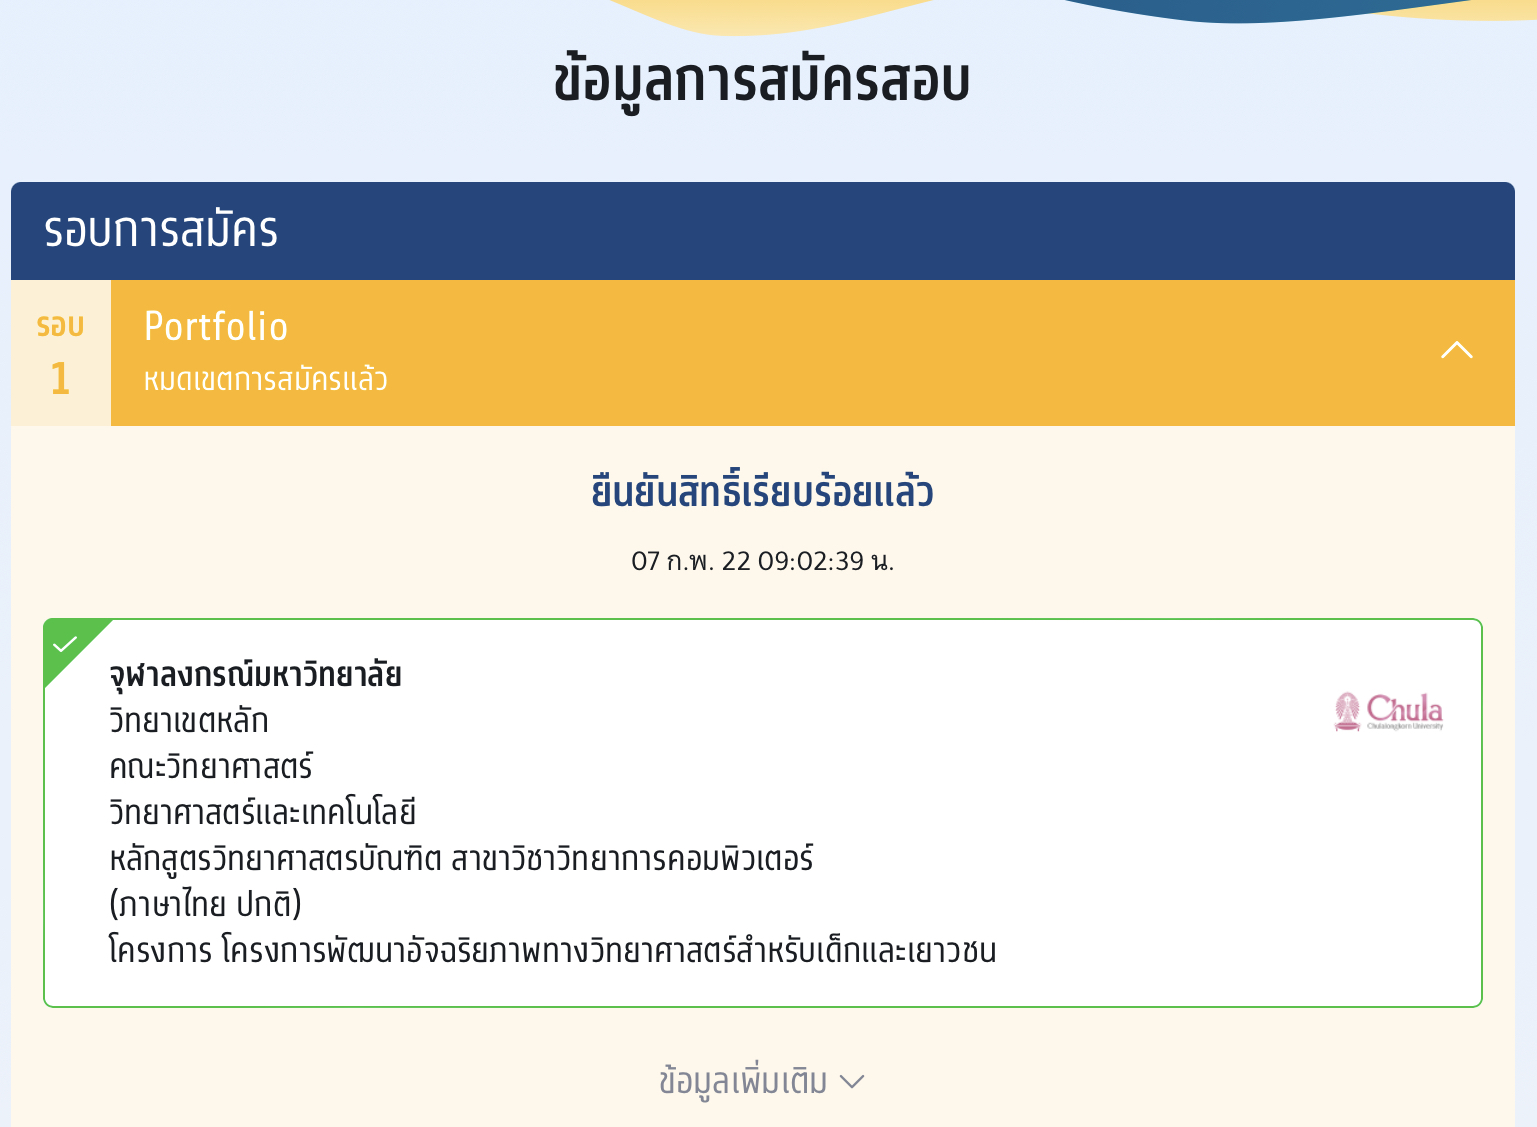 ข้อมูลการสมัครสอบ
รอบการสมัคร
รอบ
1
Portfolio
หมดเขตการสมัครแล้ว
ยืนยันสิทธิ์เรียบร้อยแล้ว
07 ก.พ. 22 09:02:39 น.
จุฬาลงกรณ์มหาวิทยาลัย
วิทยาเขตหลัก
คณะวิทยาศาสตร์
วิทยาศาสตร์และเทคโนโลยี
หลักสูตรวิทยาศาสตรบัณฑิต สาขาวิชาวิทยาการคอมพิวเตอร์
(ภาษาไทย ปกติ)
โครงการ โครงการพัฒนาอัจฉริยภาพทางวิทยาศาสตร์สำหรับเด็กและเยาวชน
Chula
Chulalongkorn University
ข้อมูลเพิ่มเติม